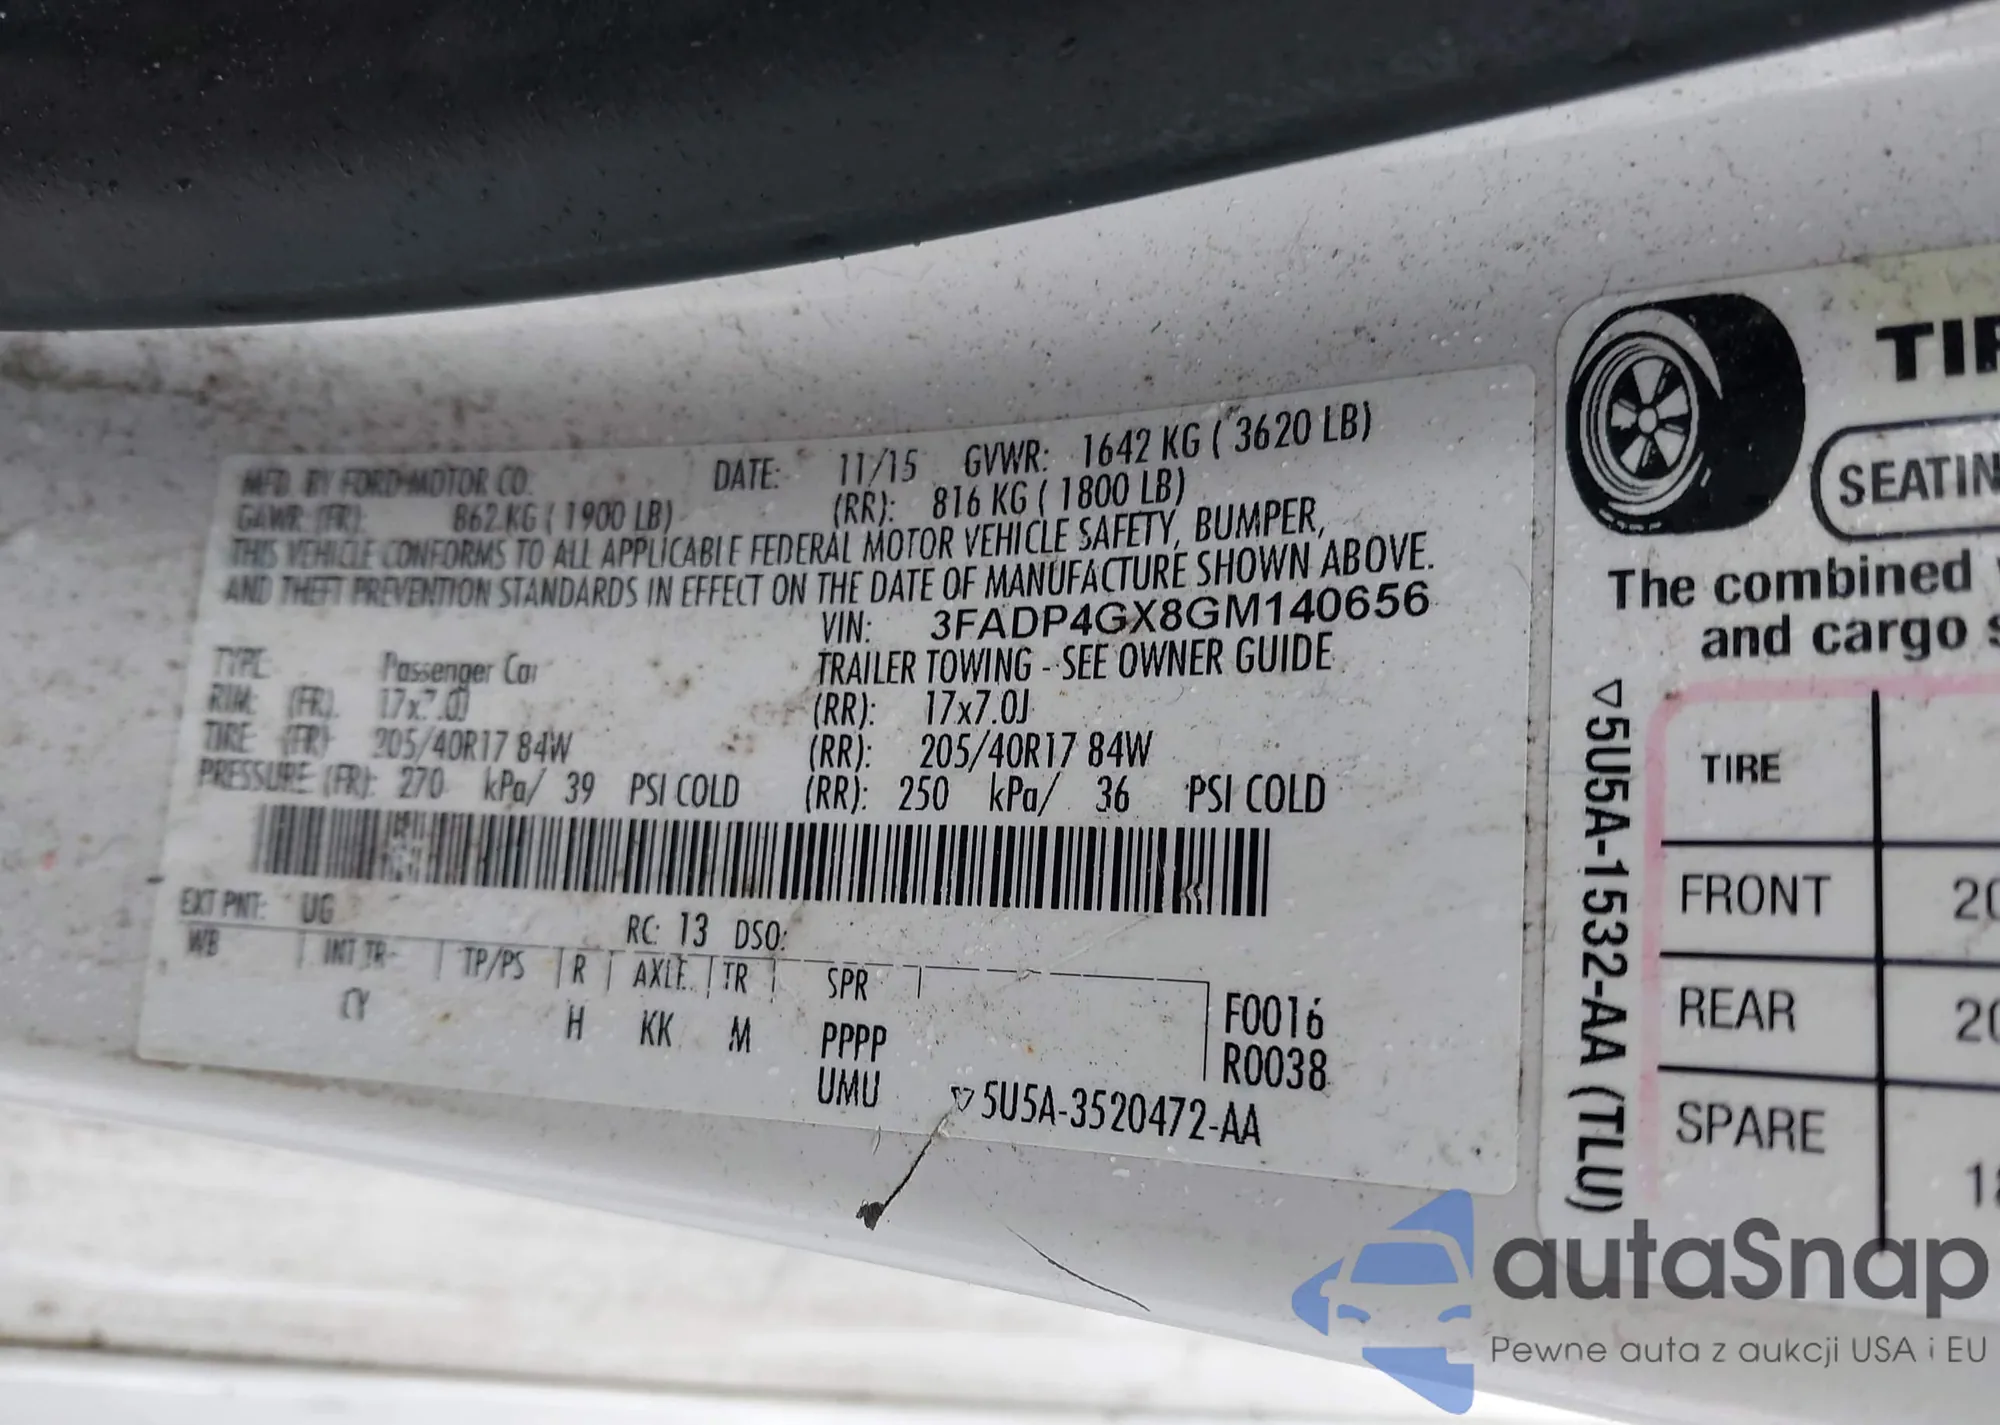 MFD. BY FORD MOTOR CO. DATE: 11/15 GVWR: 1642 KG ( 3620 LB)
GAWR (FR): 862 KG ( 1900 LB) (RR): 816 KG ( 1800 LB)
THIS VEHICLE CONFORMS TO ALL APPLICABLE FEDERAL MOTOR VEHICLE SAFETY, BUMPER,
AND THEFT PREVENTION STANDARDS IN EFFECT ON THE DATE OF MANUFACTURE SHOWN ABOVE.
VIN: 3FADP4GX8GM140656
TYPE: Passenger Car TRAILER TOWING - SEE OWNER GUIDE
RIM: (FR). 17x7.0J (RR): 17x7.0J
TIRE (FR) 205/40R17 84W (RR): 205/40R17 84W
PRESSURE (FR): 270 kPa/ 39 PSI COLD (RR): 250 kPa/ 36 PSI COLD
EXT PNT: UG RC: 13 DSO:
WB INT TR TP/PS R AXLE TR SPR
CY H KK M PPPP F0016
UMU R0038
▽5U5A-3520472-AA
SEATIN
The combined
and cargo s
▽5U5A-1532-AA (TLU)
TIRE
FRONT 20
REAR 20
SPARE
autaSnap
Pewne auta z aukcji USA i EU